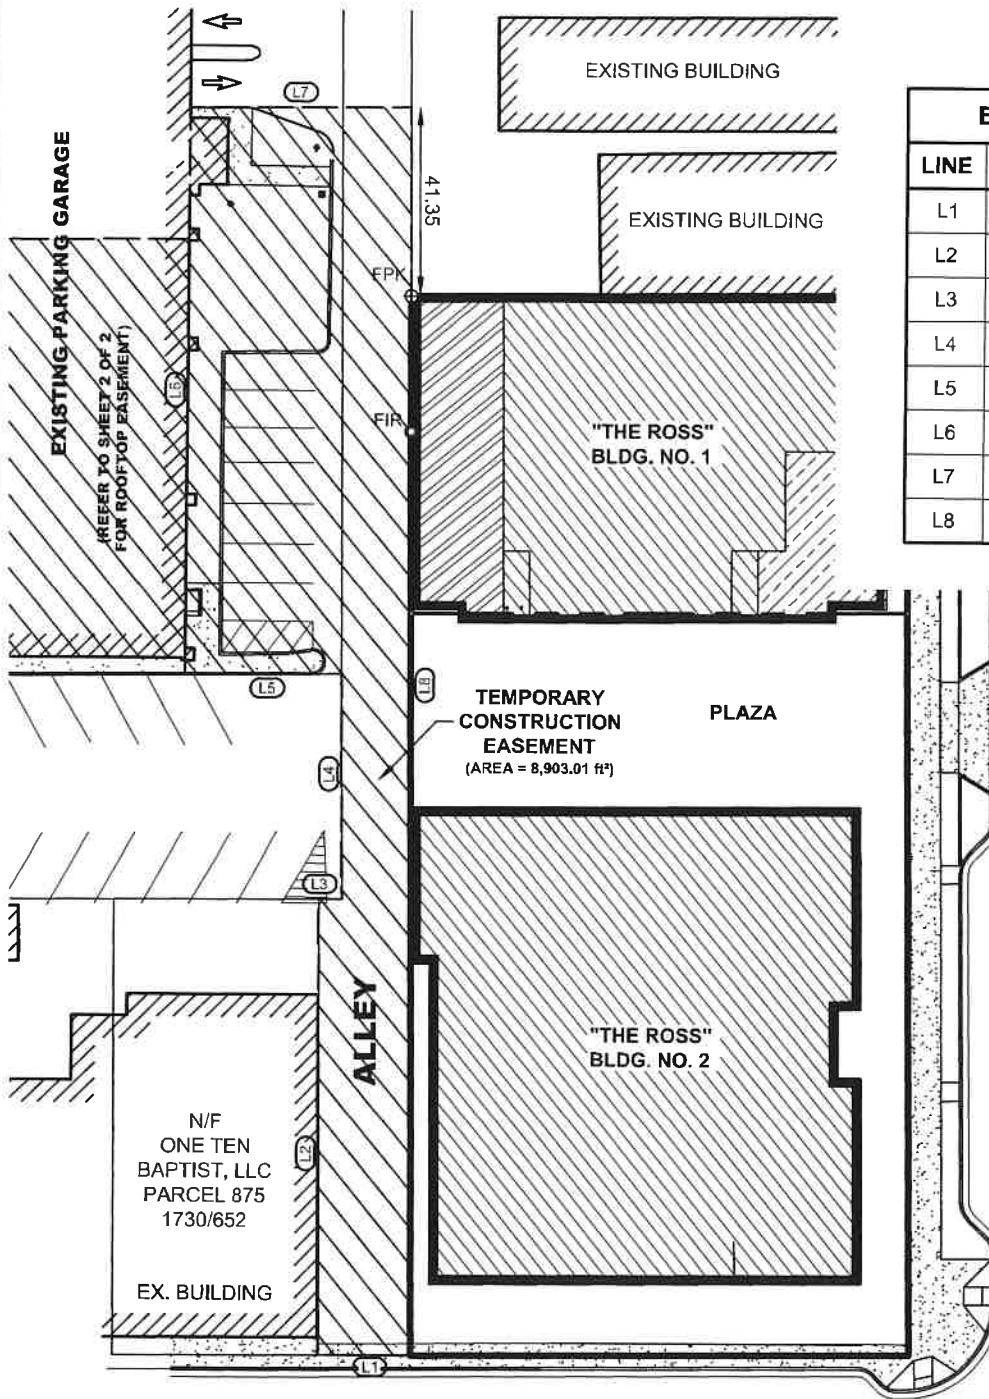 EXISTING BUILDING
L7
E
LINE
L1
L2
L3
L4
L5
L6
L7
L8
EXISTING PARKING GARAGE
(REFER TO SHEET 2 OF 2
FOR ROOFTOP EASEMENT)
41.35
EXISTING BUILDING
FPK
L6
FIR
"THE ROSS"
BLDG. NO. 1
L5
L8
TEMPORARY
CONSTRUCTION
EASEMENT
(AREA = 8,903.01 ft²)
PLAZA
L4
L3
ALLEY
"THE ROSS"
BLDG. NO. 2
N/F
ONE TEN
BAPTIST, LLC
PARCEL 875
1730/652
L2
EX. BUILDING
L1